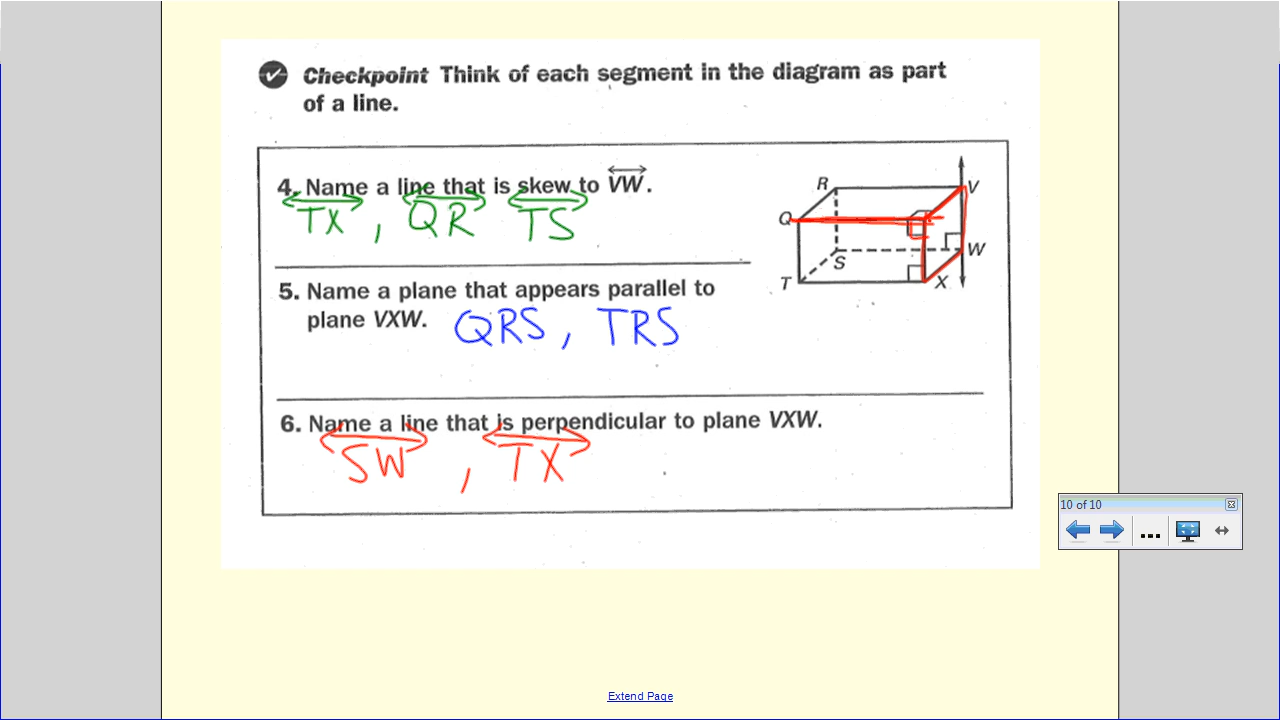 Checkpoint Think of each segment in the diagram as part
of a line.
4. Name a line that is skew to VW.
TX, QR TS
R
V
Q
S
W
T
X
5. Name a plane that appears parallel to
plane VXW. QRS, TRS
6. Name a line that is perpendicular to plane VXW.
SW, TX
10 of 10
...
Extend Page